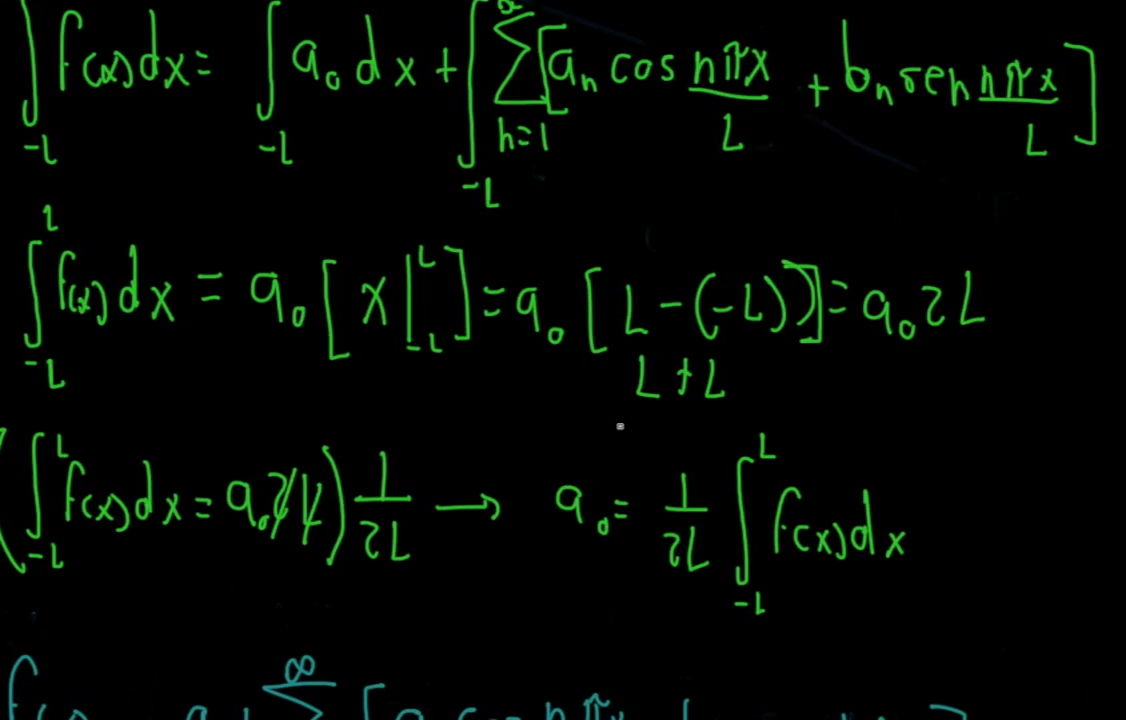 ∫_{-L} f(x)dx = ∫_{-L} a₀ dx + ∫_{-L} ∑_{n=1}^{∞} [aₙ cos nπx/L + bₙ sen nπx/L]
∫_{-L}^{L} f(x)dx = a₀ [x|_{-L}^{L}] = a₀ [L-(-L))] = a₀ 2L
L+L
(∫_{-L}^{L} f(x)dx = a₀ 2L) 1/2L → a₀ = 1/2L ∫_{-L}^{L} f(x)dx
∞